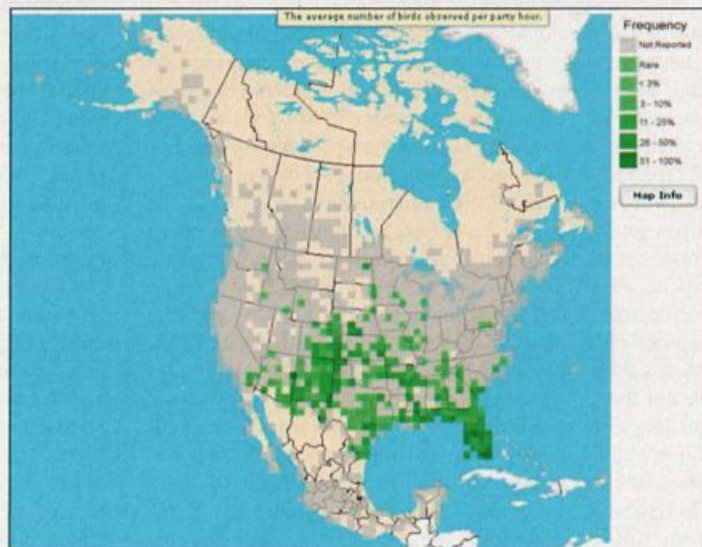 The average number of birds observed per party hour.
Frequency
Not Reported
Rare
< 3%
3 - 10%
11 - 25%
26 - 50%
51 - 100%
Map Info